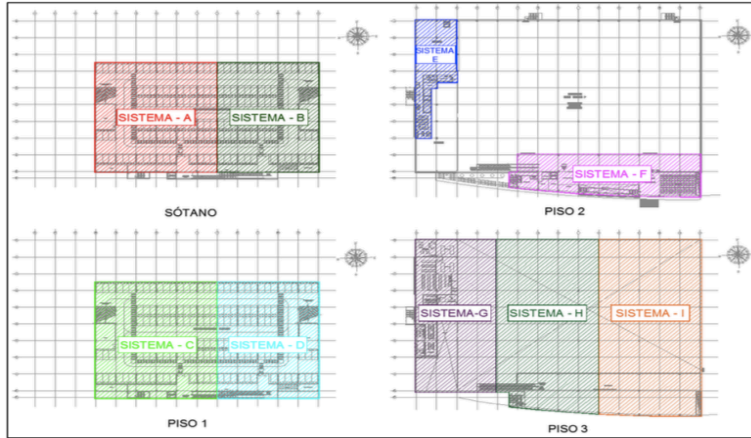 SISTEMA - A
SISTEMA - B
SÓTANO
SISTEMA
E
SISTEMA - F
PISO 2
SISTEMA - C
SISTEMA - D
PISO 1
SISTEMA-G
SISTEMA - H
SISTEMA - I
PISO 3